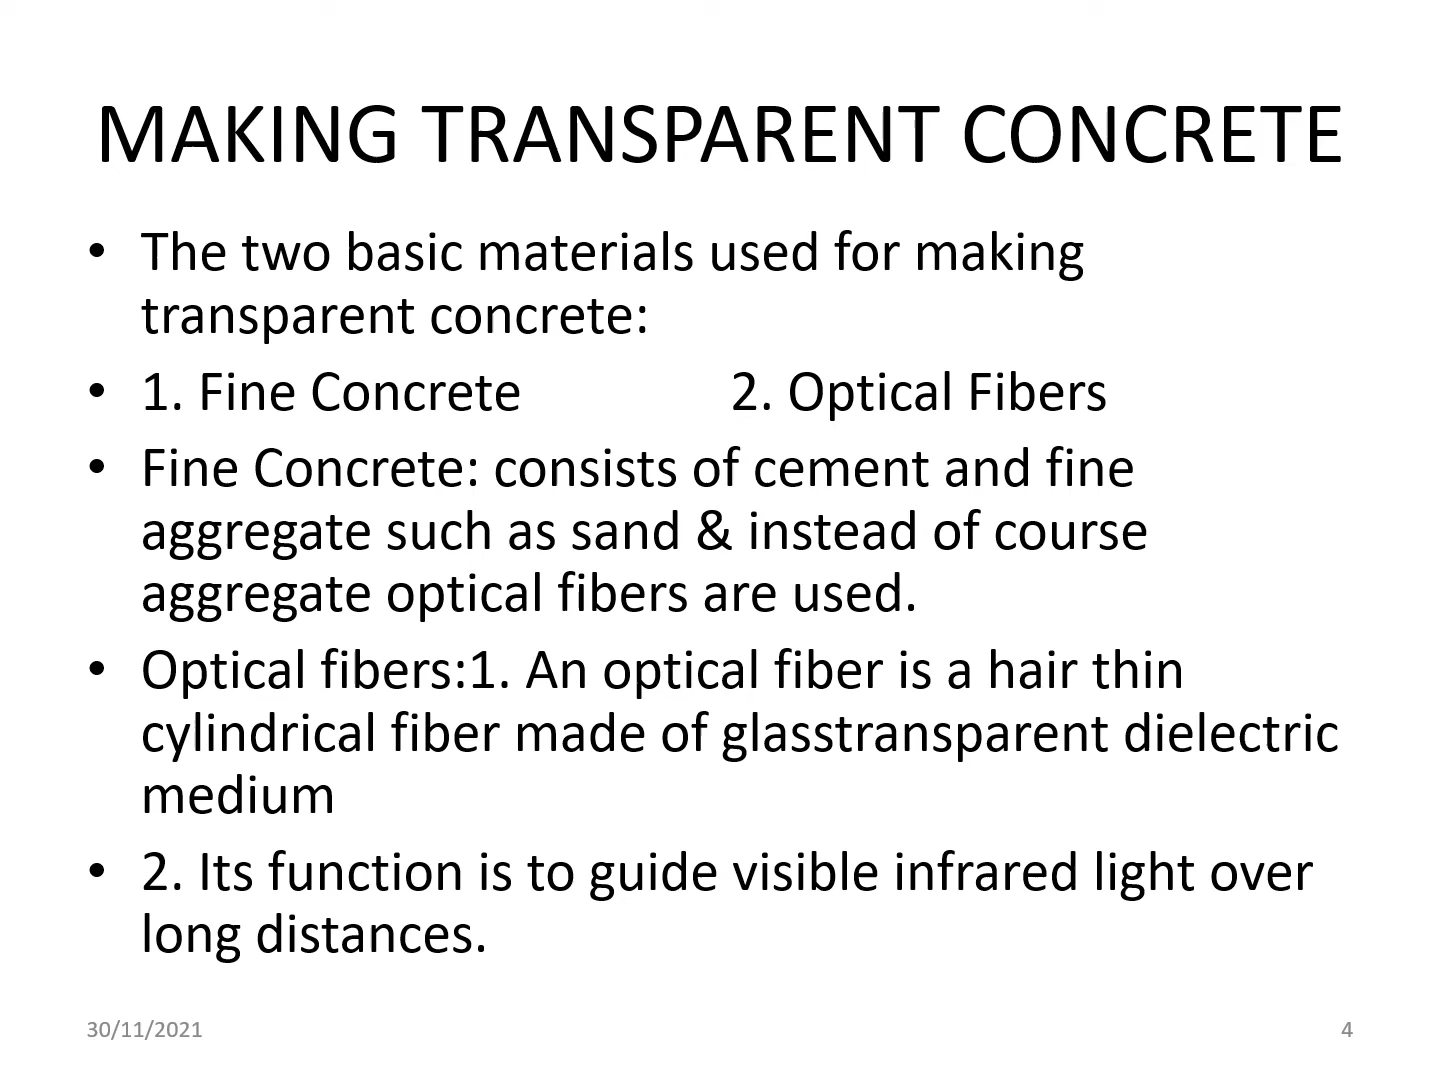 MAKING TRANSPARENT CONCRETE
• The two basic materials used for making
transparent concrete:
• 1. Fine Concrete 2. Optical Fibers
• Fine Concrete: consists of cement and fine
aggregate such as sand & instead of course
aggregate optical fibers are used.
• Optical fibers:1. An optical fiber is a hair thin
cylindrical fiber made of glasstransparent dielectric
medium
• 2. Its function is to guide visible infrared light over
long distances.
30/11/2021 4